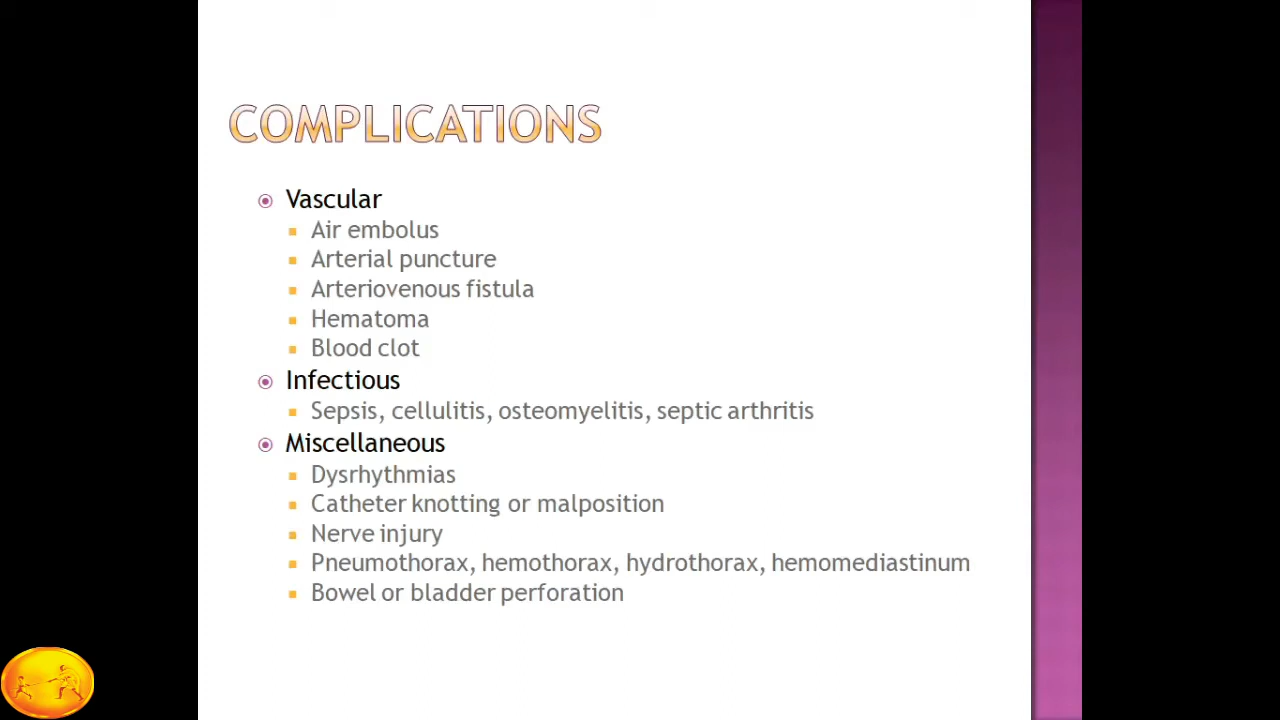 COMPLICATIONS
Vascular
Air embolus
Arterial puncture
Arteriovenous fistula
Hematoma
Blood clot
Infectious
Sepsis, cellulitis, osteomyelitis, septic arthritis
Miscellaneous
Dysrhythmias
Catheter knotting or malposition
Nerve injury
Pneumothorax, hemothorax, hydrothorax, hemomediastinum
Bowel or bladder perforation